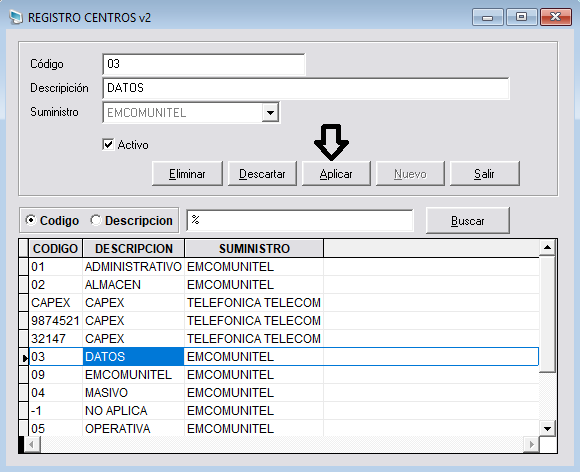 REGISTRO CENTROS v2
Código 03
Descripición DATOS
Suministro EMCOMUNITEL
Activo
Eliminar Descartar Aplicar Nuevo Salir
Codigo Descripcion % Buscar
CODIGO DESCRIPCION SUMINISTRO
01 ADMINISTRATIVO EMCOMUNITEL
02 ALMACEN EMCOMUNITEL
CAPEX CAPEX TELEFONICA TELECOM
9874521 CAPEX TELEFONICA TELECOM
32147 CAPEX TELEFONICA TELECOM
03 DATOS EMCOMUNITEL
09 EMCOMUNITEL EMCOMUNITEL
04 MASIVO EMCOMUNITEL
-1 NO APLICA EMCOMUNITEL
05 OPERATIVA EMCOMUNITEL